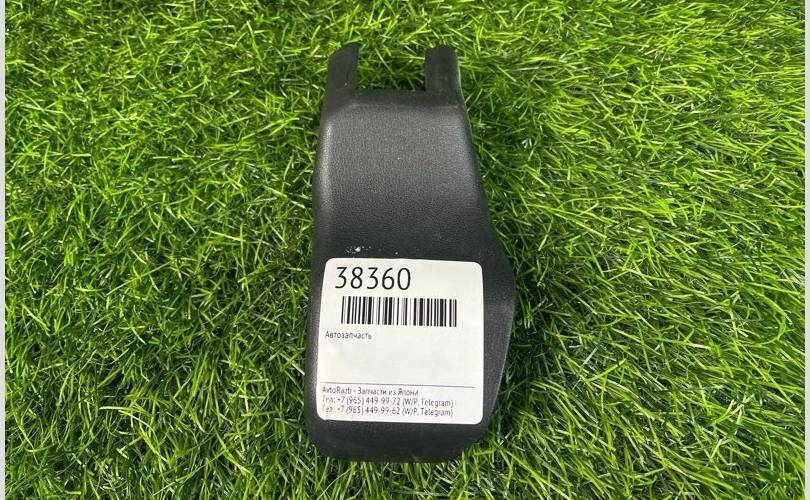 38360
Автозапчасть
AvtoRazb - Запчасти из Япони
Тел: +7 (965) 449-99-72 (W/P, Telegram)
Тел: +7 (965) 449-99-62 (W/P, Telegram)